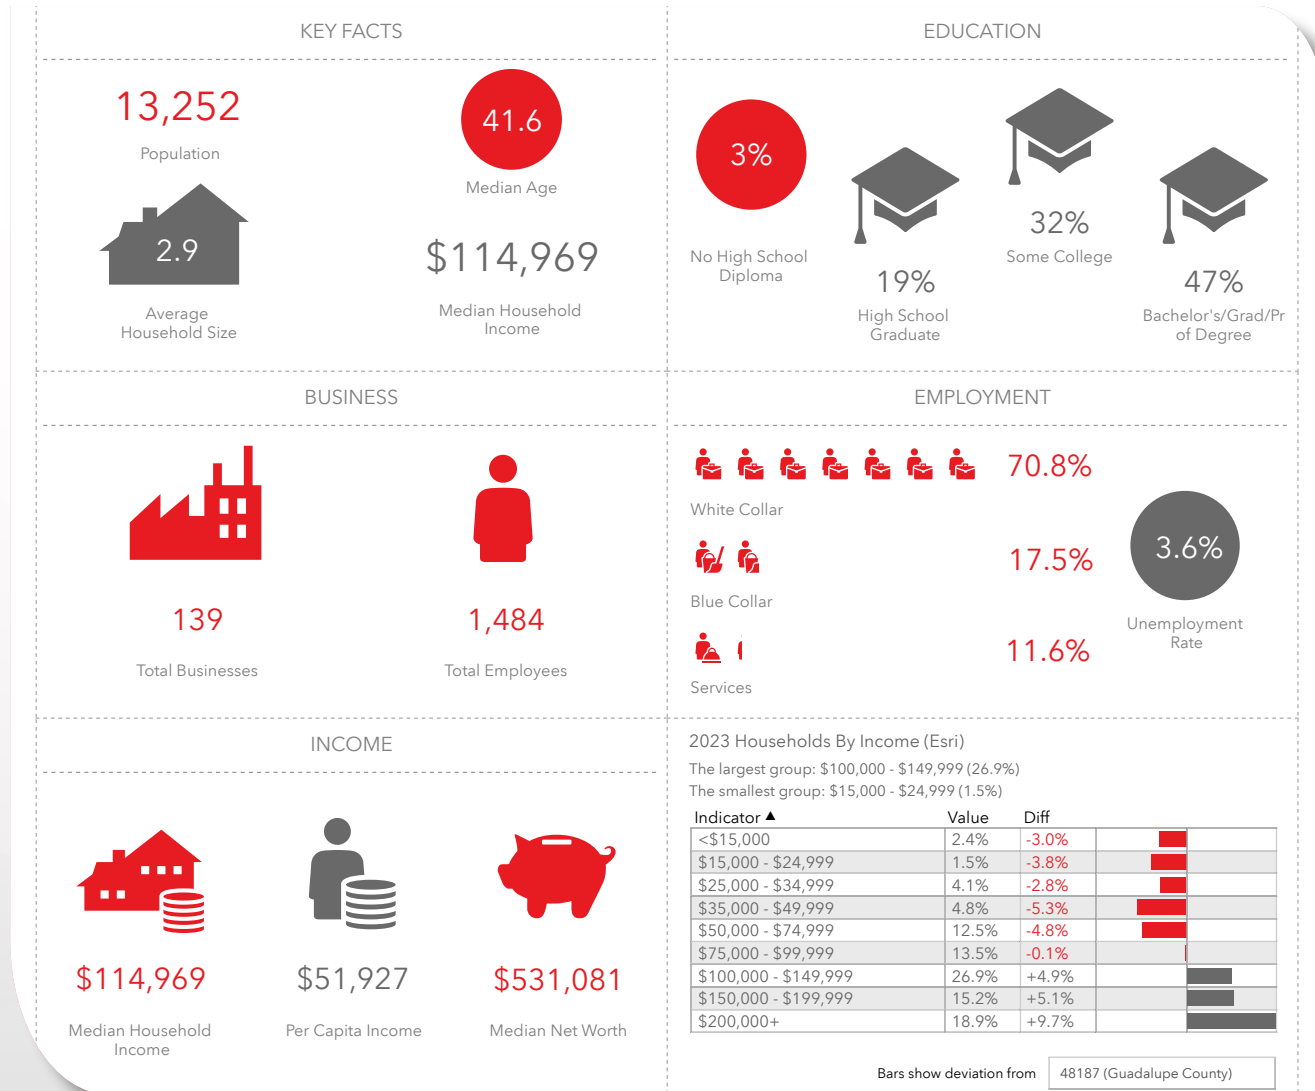 KEY FACTS
13,252
Population
41.6
Median Age
2.9
Average
Household Size
$114,969
Median Household
Income
EDUCATION
3%
No High School
Diploma
19%
High School
Graduate
32%
Some College
47%
Bachelor's/Grad/Pr
of Degree
BUSINESS
139
Total Businesses
1,484
Total Employees
EMPLOYMENT
70.8%
White Collar
17.5%
Blue Collar
11.6%
Services
3.6%
Unemployment
Rate
INCOME
$114,969
Median Household
Income
$51,927
Per Capita Income
$531,081
Median Net Worth
2023 Households By Income (Esri)
The largest group: $100,000 - $149,999 (26.9%)
The smallest group: $15,000 - $24,999 (1.5%)
Indicator ▲ Value Diff
<$15,000 2.4% -3.0%
$15,000 - $24,999 1.5% -3.8%
$25,000 - $34,999 4.1% -2.8%
$35,000 - $49,999 4.8% -5.3%
$50,000 - $74,999 12.5% -4.8%
$75,000 - $99,999 13.5% -0.1%
$100,000 - $149,999 26.9% +4.9%
$150,000 - $199,999 15.2% +5.1%
$200,000+ 18.9% +9.7%
Bars show deviation from 48187 (Guadalupe County)